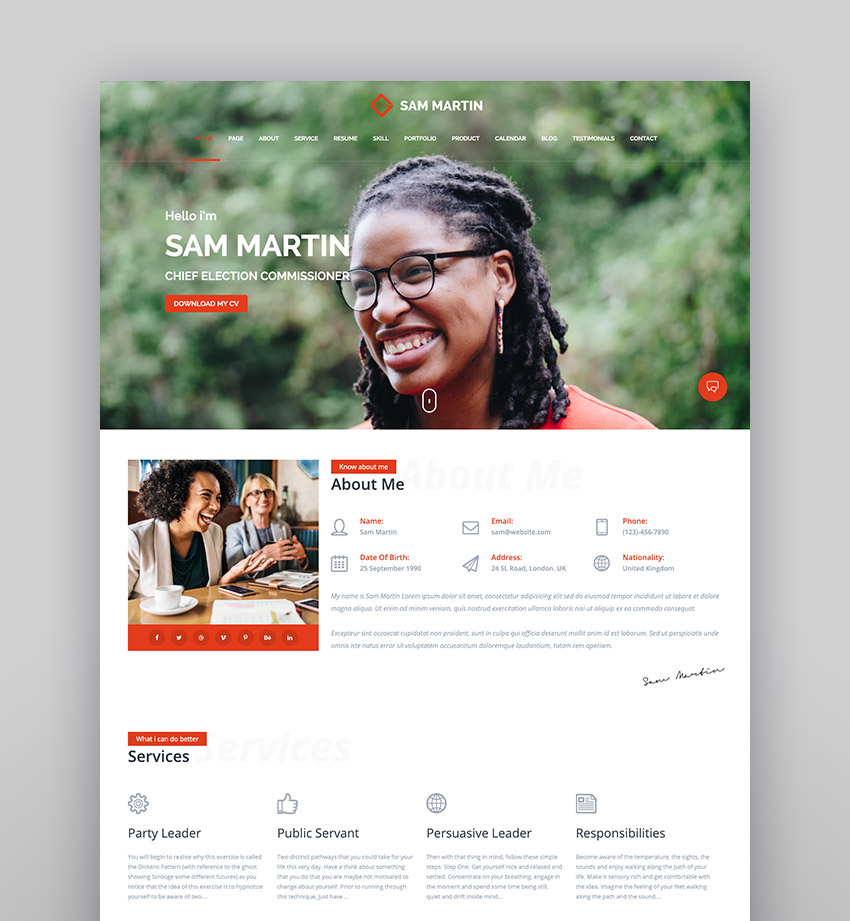 SAM MARTIN
HOME PAGE ABOUT SERVICE RESUME SKILL PORTFOLIO PRODUCT CALENDAR BLOG TESTIMONIALS CONTACT
Hello i'm
SAM MARTIN
CHIEF ELECTION COMMISSIONER
DOWNLOAD MY CV
Know about me
About Me
About Me
Name: Email: Phone:
Sam Martin sam@website.com (123)-456-7890
Date Of Birth: Address: Nationality:
25 September 1990 24 SL Road, London. UK United Kingdom
My name is Sam Martin Lorem ipsum dolor sit amet, consectetur adipisicing elit sed do eiusmod tempor incididunt ut labore et dolore
magna aliqua. Ut enim ad minim veniam, quis nostrud exercitation ullamco laboris nisi ut aliquip ex ea commodo consequat.
Excepteur sint occaecat cupidatat non proident, sunt in culpa qui officia deserunt mollit anim id est laborum. Sed ut perspiciatis unde
omnis iste natus error sit voluptatem accusantium doloremque laudantium, totam rem aperiam.
Sam Martin
What i can do better
Services
Services
Party Leader
You will begin to realise why this exercise is called
the Dickens Pattern (with reference to the ghost
showing Scrooge some different futures) as you
notice that the idea of this exercise is to hypnotize
yourself to be aware of two....
Public Servant
Two distinct pathways that you could take for your
life this very day. Have a think about something
that you do that you are maybe not motivated to
change about yourself. Prior to running through
this technique, just have ...
Persuasive Leader
Then with that thing in mind, follow these simple
steps. Step One: Get yourself nice and relaxed and
settled. Concentrate on your breathing, engage in
the moment and spend some time being still,
quiet and drift inside mind...
Responsibilities
Become aware of the temperature, the sights, the
sounds and enjoy walking along the path of your
life. Make it sensory rich and get comfortable with
the idea. Imagine the feeling of your feet walking
along the path and the sound....